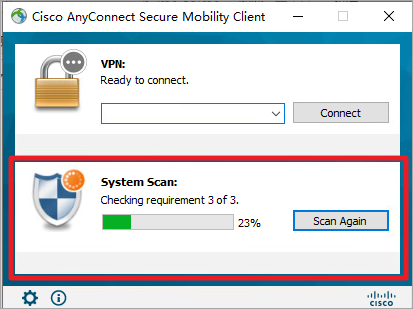 Cisco AnyConnect Secure Mobility Client
VPN:
Ready to connect.
Connect
System Scan:
Checking requirement 3 of 3.
23%
Scan Again
cisco